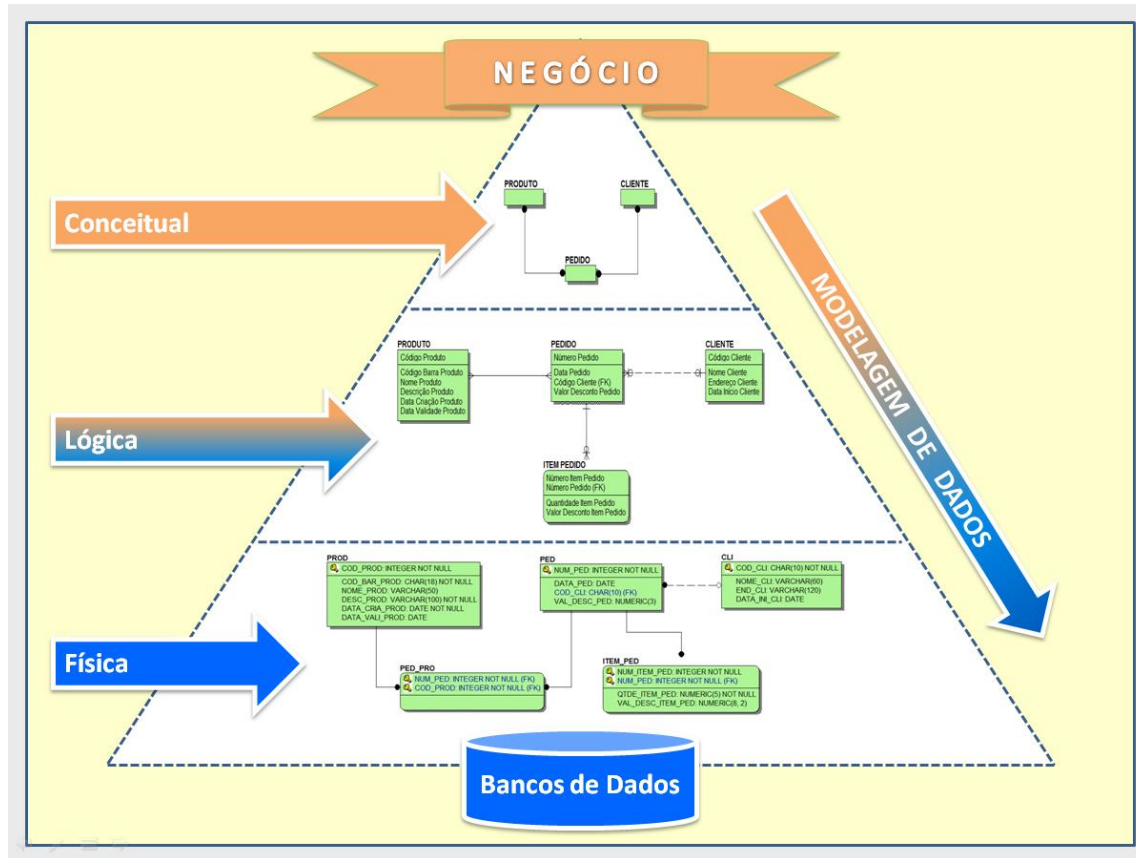 NEGÓCIO
Conceitual
PRODUTO
CLIENTE
PEDIDO
MODELAGEM DE DADOS
Lógica
PRODUTO
Código Produto
Código Barra Produto
Nome Produto
Descrição Produto
Data Criação Produto
Data Validade Produto
PEDIDO
Número Pedido
Data Pedido
Código Cliente (FK)
Valor Desconto Pedido
CLIENTE
Código Cliente
Nome Cliente
Endereço Cliente
Data Inicio Cliente
ITEM PEDIDO
Número Item Pedido
Número Pedido (FK)
Quantidade Item Pedido
Valor Desconto Item Pedido
Física
PROD
COD_PROD: INTEGER NOT NULL
COD_BAR_PROD: CHAR(18) NOT NULL
NOME_PROD: VARCHAR(50)
DESC_PROD: VARCHAR(100) NOT NULL
DATA_CRIA_PROD: DATE NOT NULL
DATA_VALI_PROD: DATE
PED
NUM_PED: INTEGER NOT NULL
DATA_PED: DATE
COD_CLI: CHAR(10) (FK)
VAL_DESC_PED: NUMERIC(3)
CLI
COD_CLI: CHAR(10) NOT NULL
NOME_CLI: VARCHAR(60)
END_CLI: VARCHAR(120)
DATA_INI_CLI: DATE
PED_PRO
NUM_PED: INTEGER NOT NULL (FK)
COD_PROD: INTEGER NOT NULL (FK)
ITEM_PED
NUM_ITEM_PED: INTEGER NOT NULL
NUM_PED: INTEGER NOT NULL (FK)
QTDE_ITEM_PED: NUMERIC(5) NOT NULL
VAL_DESC_ITEM_PED: NUMERIC(8, 2)
Bancos de Dados